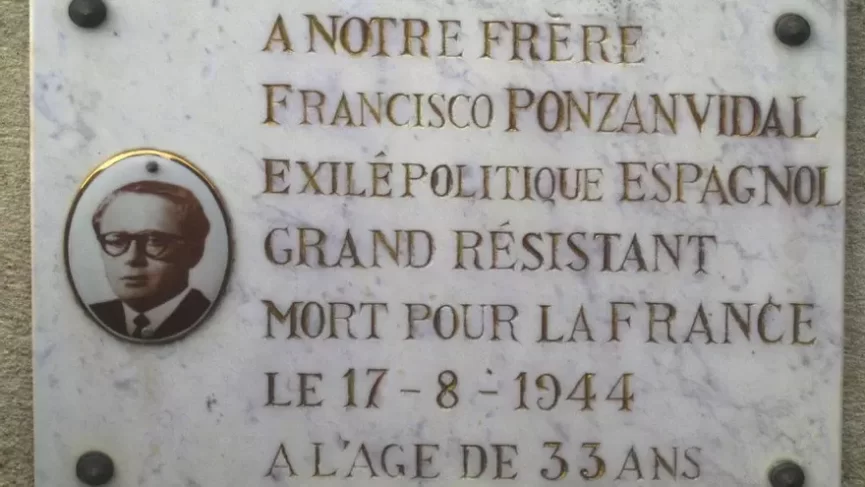 A NOTRE FRÈRE
FRANCISCO PONZANVIDAL
EXILÉ POLITIQUE ESPAGNOL
GRAND RÉSISTANT
MORT POUR LA FRANCE
LE 17-8-1944
A L'AGE DE 33 ANS